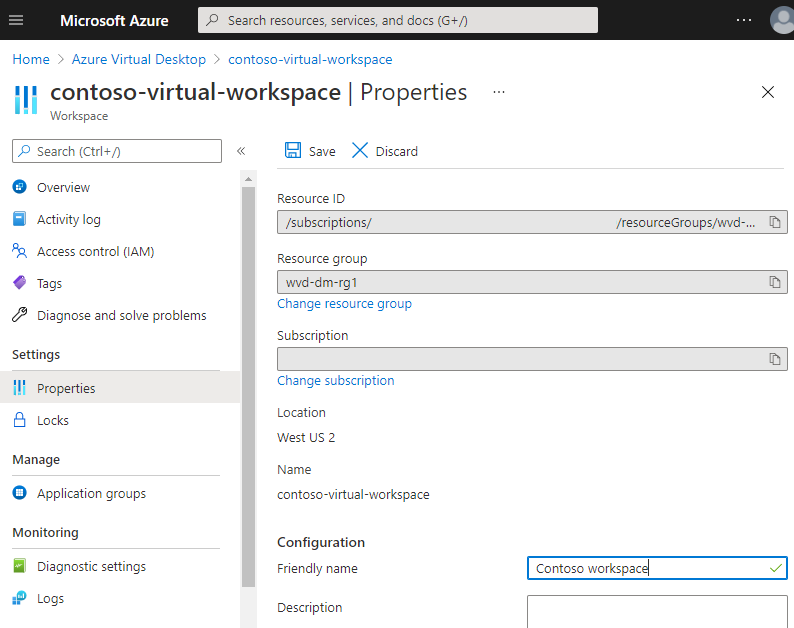 Microsoft Azure
Search resources, services, and docs (G+/)
...
Home > Azure Virtual Desktop > contoso-virtual-workspace
contoso-virtual-workspace | Properties ...
Workspace
Search (Ctrl+/)
«
Overview
Activity log
Access control (IAM)
Tags
Diagnose and solve problems
Settings
Properties
Locks
Manage
Application groups
Monitoring
Diagnostic settings
Logs
Save
Discard
Resource ID
/subscriptions/ /resourceGroups/wvd-...
Resource group
wvd-dm-rg1
Change resource group
Subscription
Change subscription
Location
West US 2
Name
contoso-virtual-workspace
Configuration
Friendly name
Contoso workspace
Description